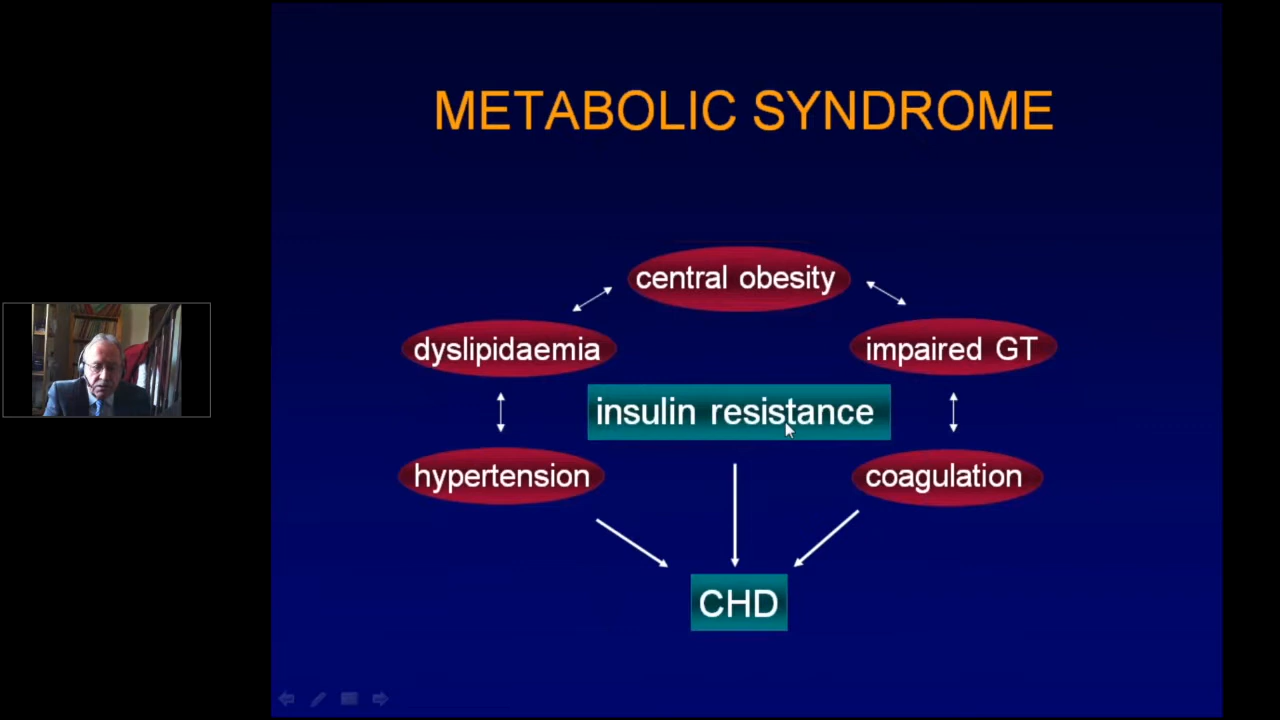 METABOLIC SYNDROME
central obesity
dyslipidaemia
impaired GT
insulin resistance
hypertension
coagulation
CHD